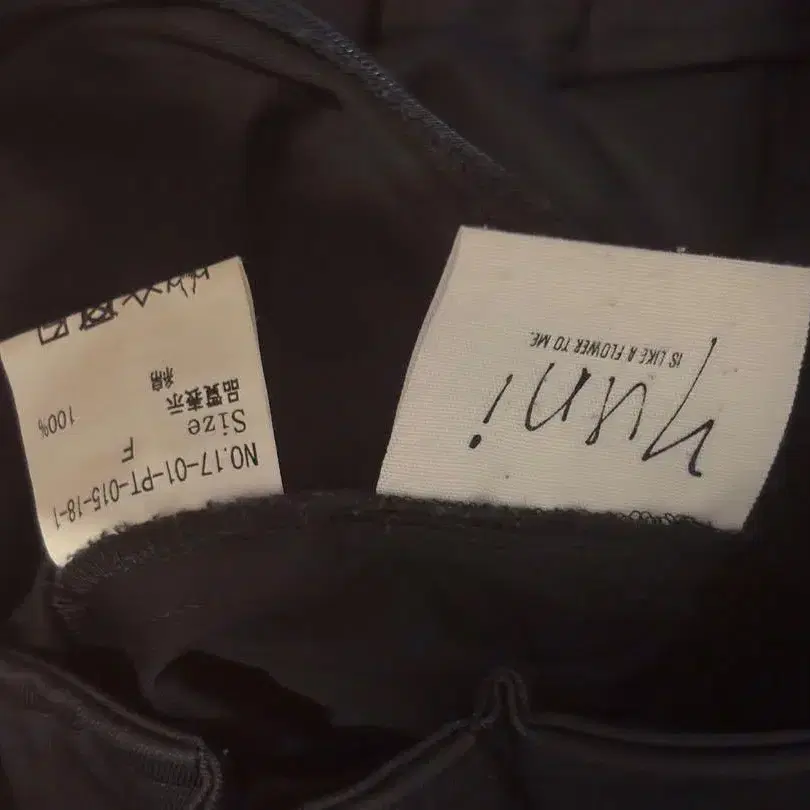 NO.17-01-PT-015-18-1
F
Size
品質表示
綿
100%
yuni
IS LIKE A FLOWER TO ME.